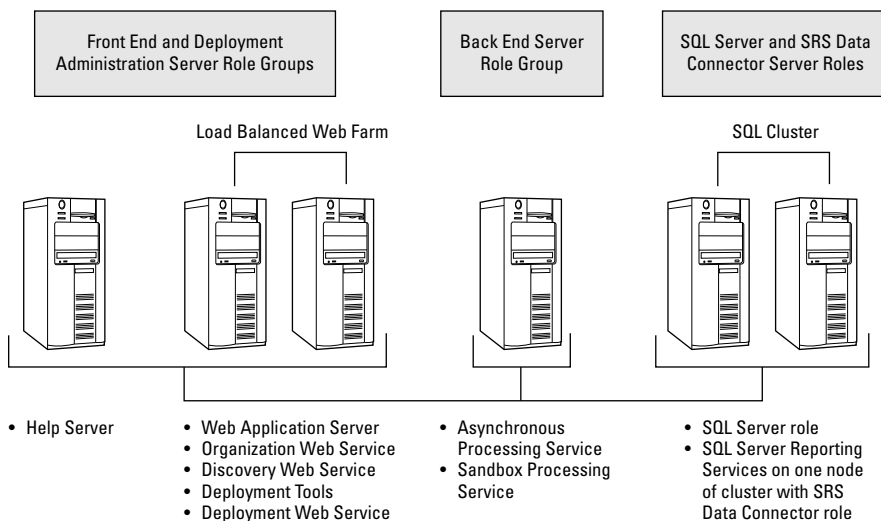 Front End and Deployment
Administration Server Role Groups
Back End Server
Role Group
SQL Server and SRS Data
Connector Server Roles
Load Balanced Web Farm
SQL Cluster
• Help Server
• Web Application Server
• Organization Web Service
• Discovery Web Service
• Deployment Tools
• Deployment Web Service
• Asynchronous
Processing Service
• Sandbox Processing
Service
• SQL Server role
• SQL Server Reporting
Services on one node
of cluster with SRS
Data Connector role